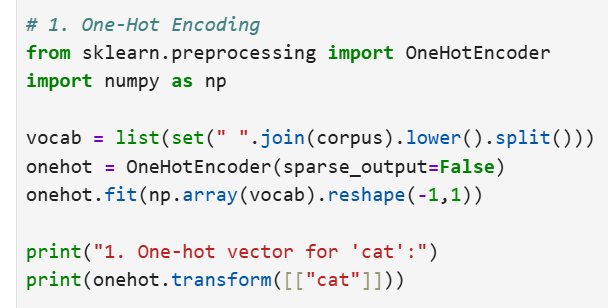 # 1. One-Hot Encoding
from sklearn.preprocessing import OneHotEncoder
import numpy as np
vocab = list(set(" ".join(corpus).lower().split()))
onehot = OneHotEncoder(sparse_output=False)
onehot.fit(np.array(vocab).reshape(-1,1))
print("1. One-hot vector for 'cat':")
print(onehot.transform([["cat"]]))